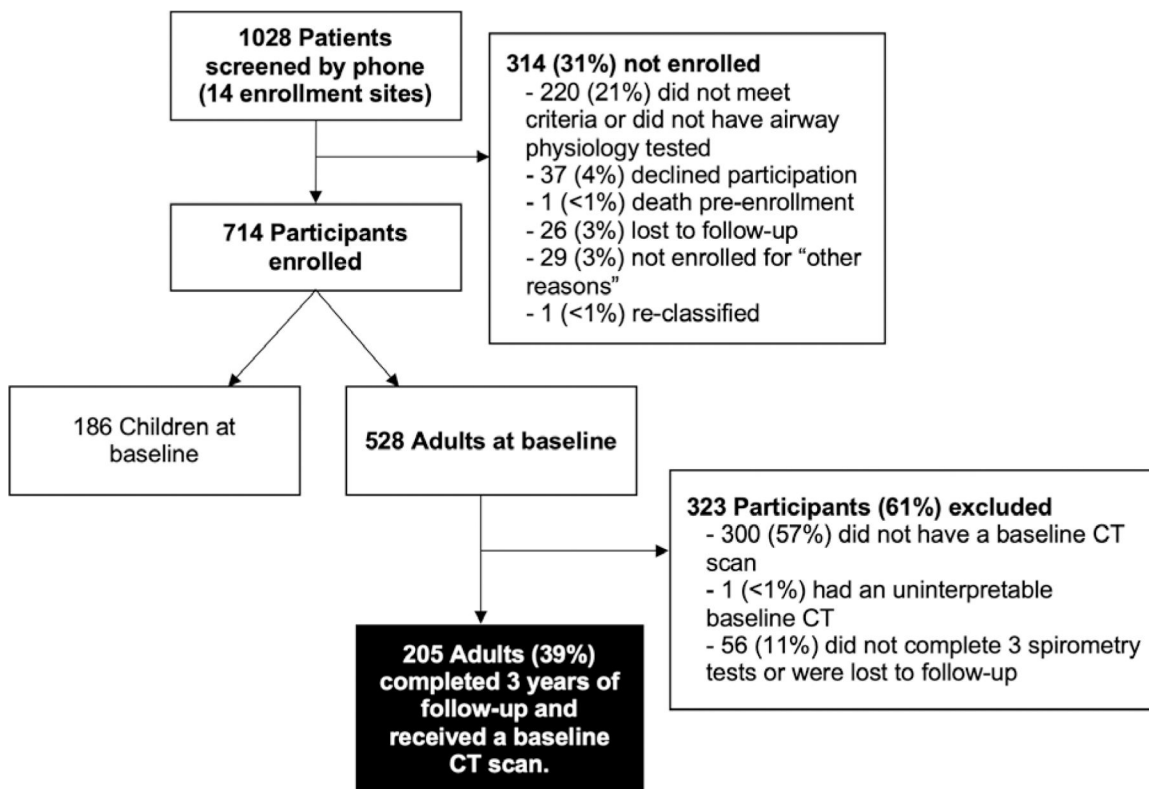 1028 Patients
screened by phone
(14 enrollment sites)
314 (31%) not enrolled
- 220 (21%) did not meet
criteria or did not have airway
physiology tested
- 37 (4%) declined participation
- 1 (<1%) death pre-enrollment
- 26 (3%) lost to follow-up
- 29 (3%) not enrolled for “other
reasons”
- 1 (<1%) re-classified
714 Participants
enrolled
186 Children at
baseline
528 Adults at baseline
323 Participants (61%) excluded
- 300 (57%) did not have a baseline CT
scan
- 1 (<1%) had an uninterpretable
baseline CT
- 56 (11%) did not complete 3 spirometry
tests or were lost to follow-up
205 Adults (39%)
completed 3 years of
follow-up and
received a baseline
CT scan.